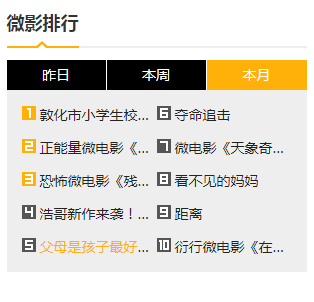 微影排行
昨日 本周 本月
1 敦化市小学生校... 6 夺命追击
2 正能量微电影《... 7 微电影《天象奇...
3 恐怖微电影《残... 8 看不见的妈妈
4 浩哥新作来袭！... 9 距离
5 父母是孩子最好... 10 衍行微电影《在...